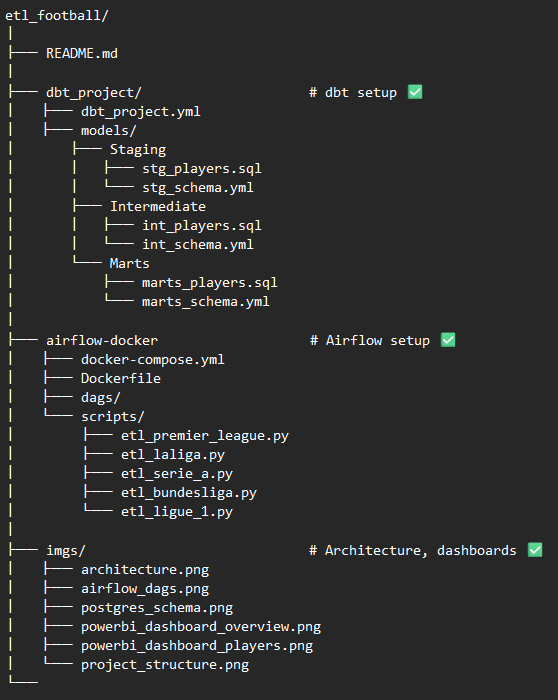 etl_football/
│
├── README.md
│
├── dbt_project/                     # dbt setup ✅
│   ├── dbt_project.yml
│   ├── models/
│       ├── Staging
│       │   ├── stg_players.sql
│       │   └── stg_schema.yml
│       ├── Intermediate
│       │   ├── int_players.sql
│       │   └── int_schema.yml
│       └── Marts
│           ├── marts_players.sql
│           └── marts_schema.yml
│
├── airflow-docker                   # Airflow setup ✅
│   ├── docker-compose.yml
│   ├── Dockerfile
│   ├── dags/
│   └── scripts/
│        ├── etl_premier_league.py
│        ├── etl_laliga.py
│        ├── etl_serie_a.py
│        ├── etl_bundesliga.py
│        └── etl_ligue_1.py
│
├── imgs/                            # Architecture, dashboards ✅
│   ├── architecture.png
│   ├── airflow_dags.png
│   ├── postgres_schema.png
│   ├── powerbi_dashboard_overview.png
│   ├── powerbi_dashboard_players.png
│   └── project_structure.png
└──